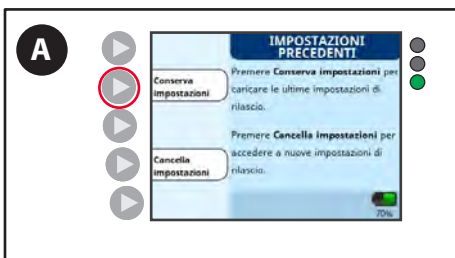 A
IMPOSTAZIONI
PRECEDENTI
Conserva
impostazioni
Premere Conserva impostazioni per
caricare le ultime impostazioni di
rilascio.
Premere Cancella impostazioni per
accedere a nuove impostazioni di
rilascio.
Cancella
impostazioni
70%